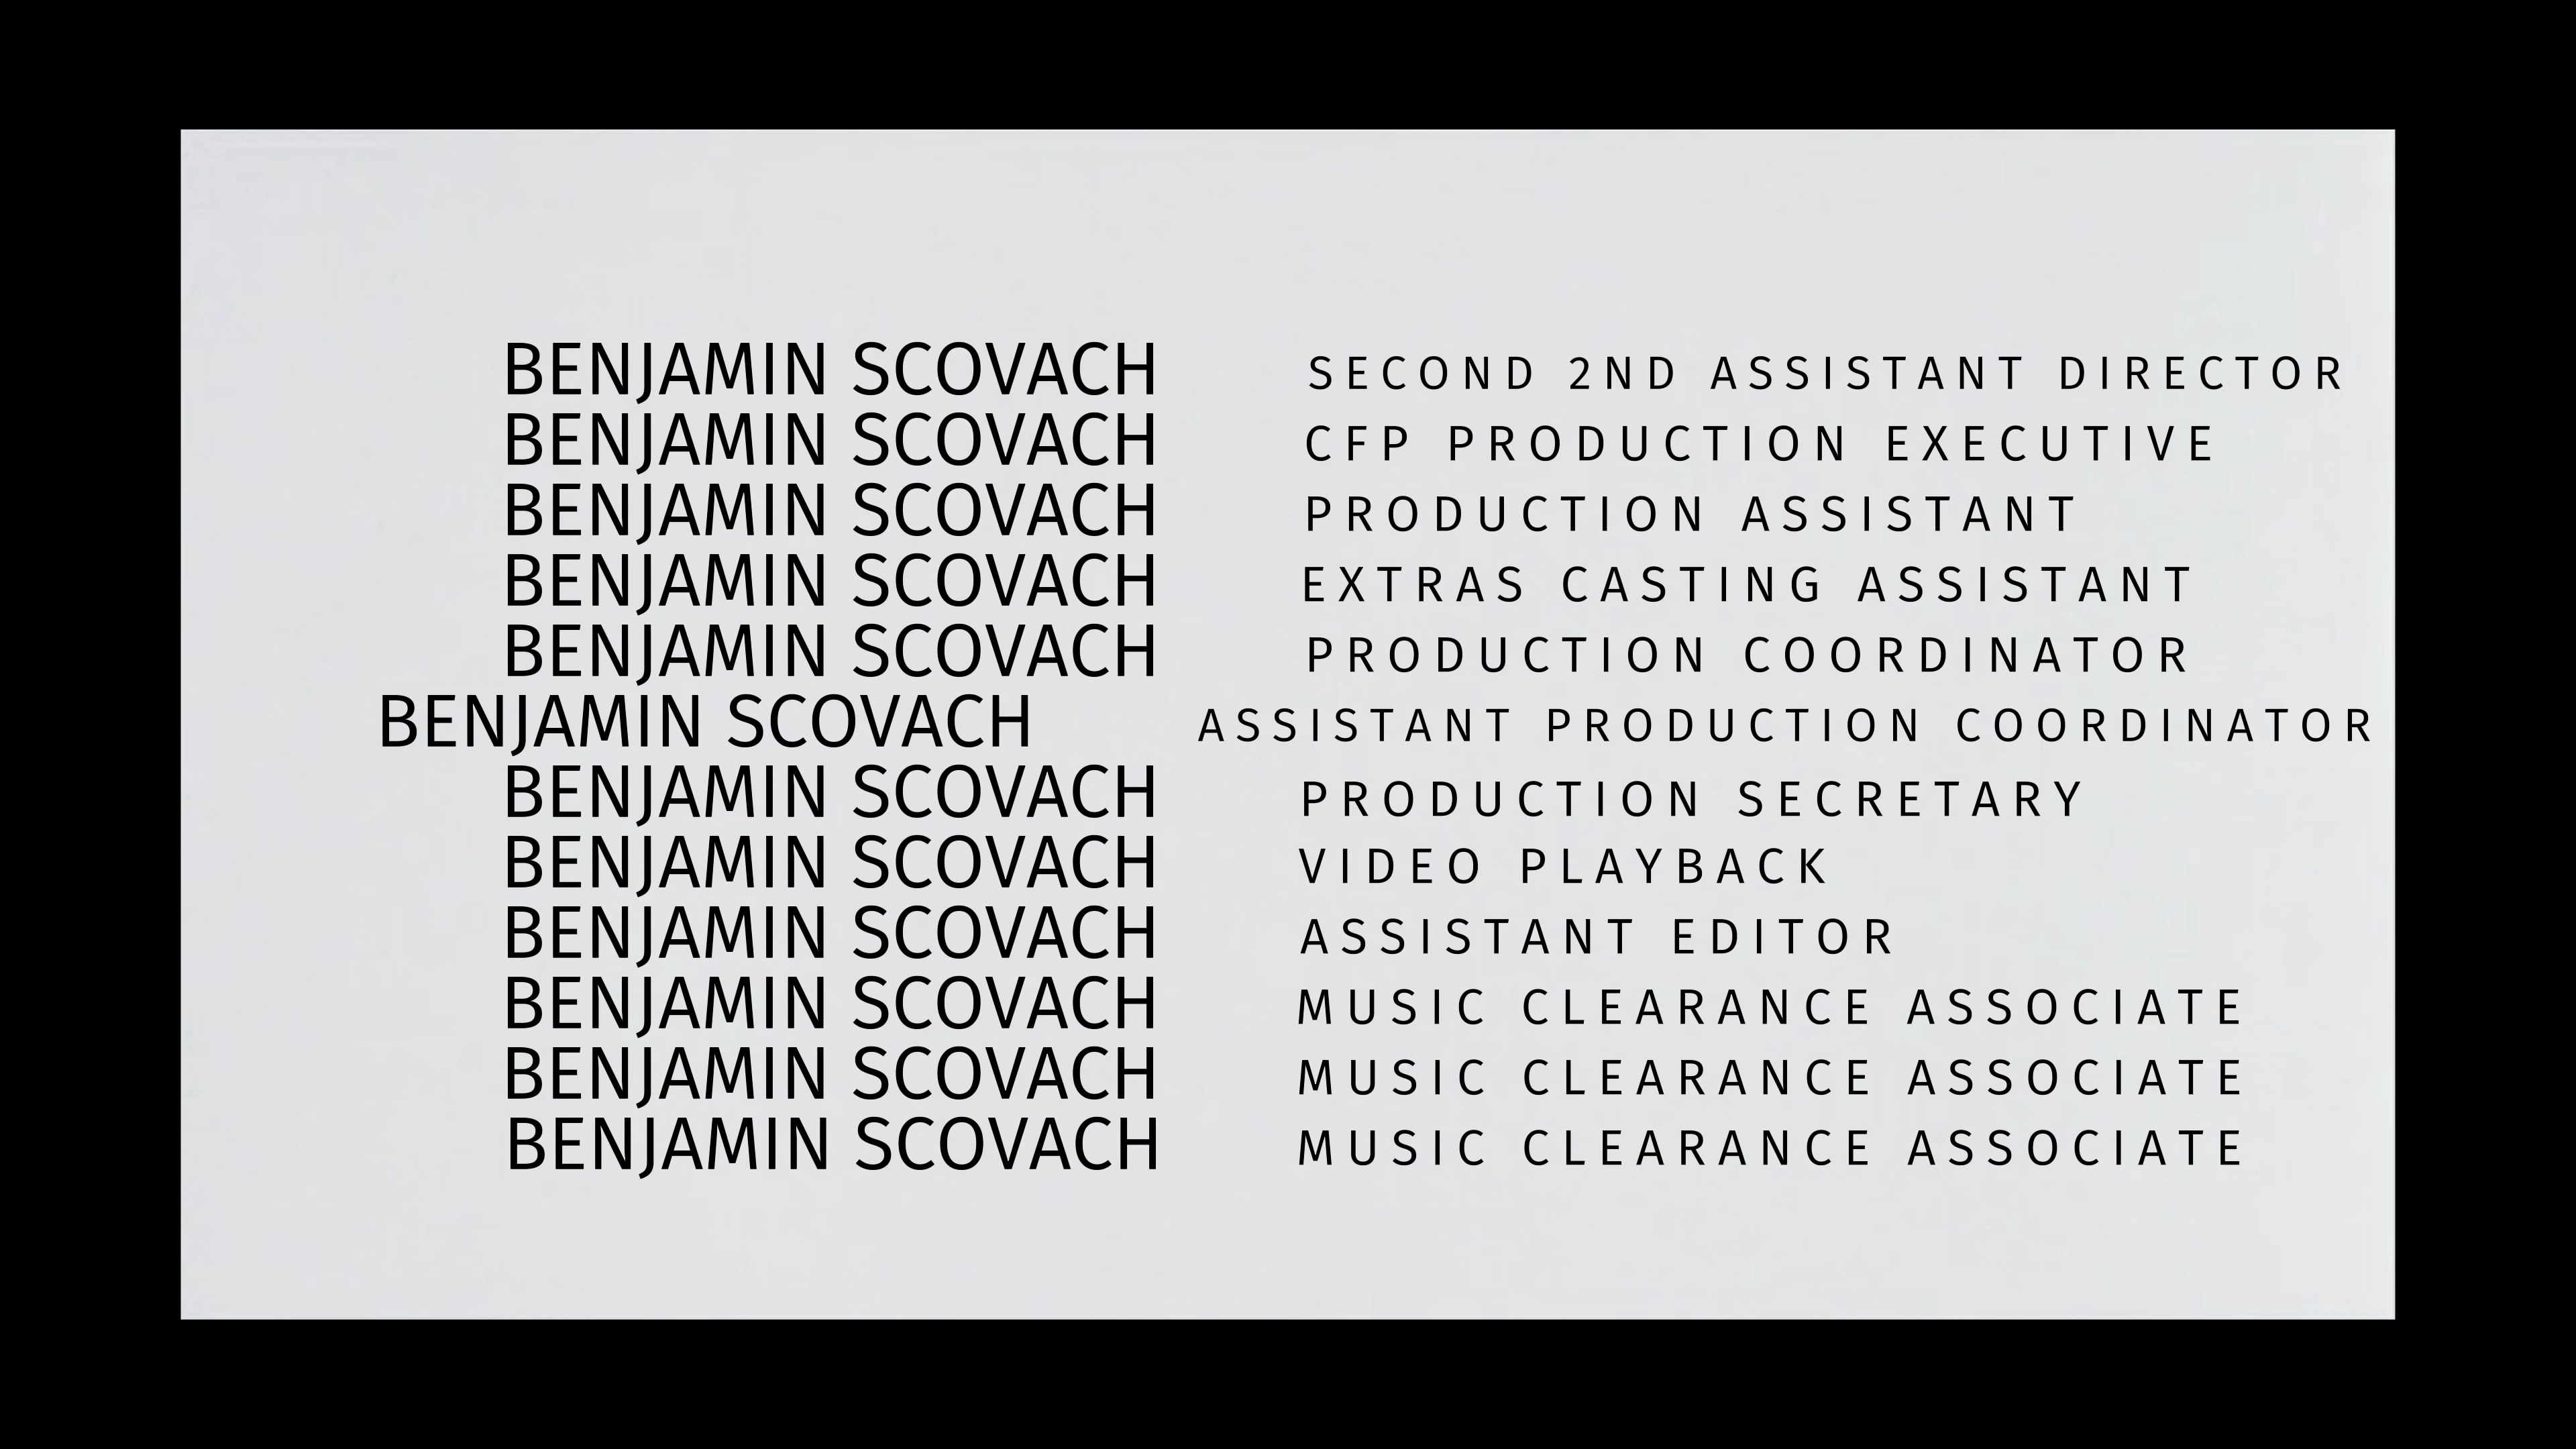 BENJAMIN SCOVACH SECOND 2ND ASSISTANT DIRECTOR
BENJAMIN SCOVACH CFP PRODUCTION EXECUTIVE
BENJAMIN SCOVACH PRODUCTION ASSISTANT
BENJAMIN SCOVACH EXTRAS CASTING ASSISTANT
BENJAMIN SCOVACH PRODUCTION COORDINATOR
BENJAMIN SCOVACH ASSISTANT PRODUCTION COORDINATOR
BENJAMIN SCOVACH PRODUCTION SECRETARY
BENJAMIN SCOVACH VIDEO PLAYBACK
BENJAMIN SCOVACH ASSISTANT EDITOR
BENJAMIN SCOVACH MUSIC CLEARANCE ASSOCIATE
BENJAMIN SCOVACH MUSIC CLEARANCE ASSOCIATE
BENJAMIN SCOVACH MUSIC CLEARANCE ASSOCIATE